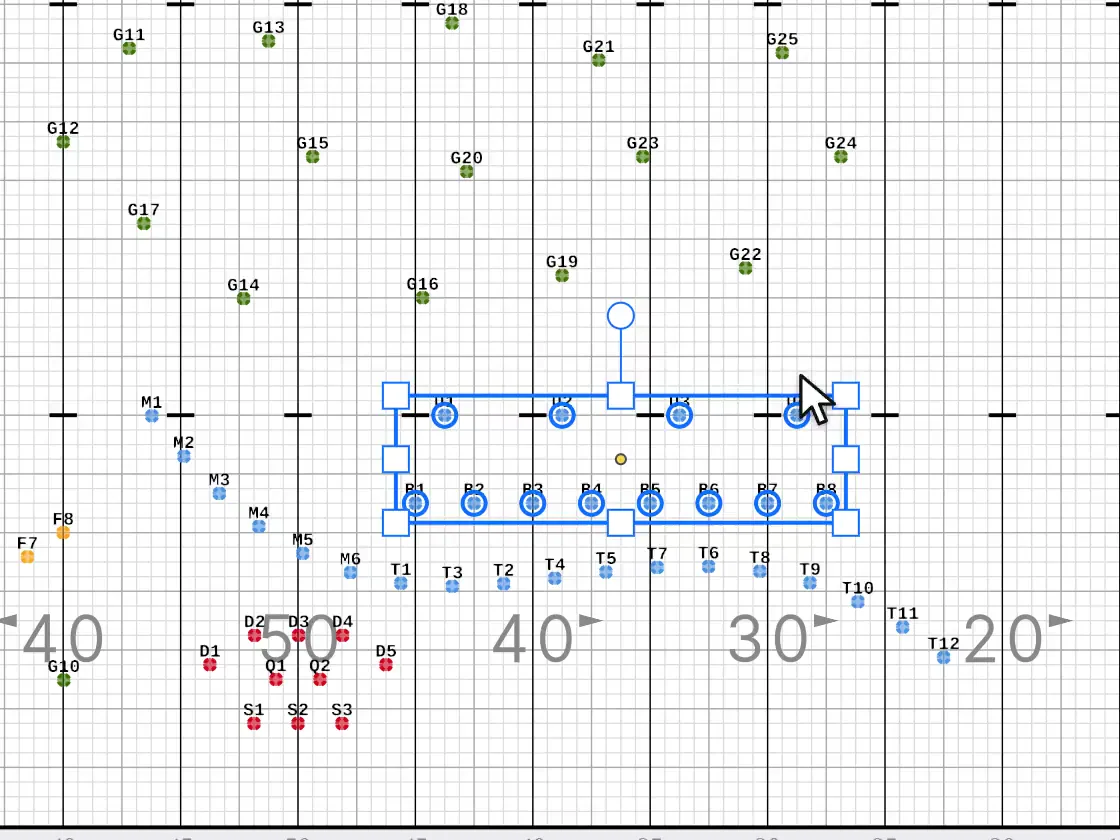 G18
G13
G11
G25
G21
G12
G15
G20
G23
G24
G17
G19
G22
G14
G16
M1
M2
M3
B1 B2 B3 B4 B5 B6 B7 B8
M4
F8
F7
M5
M6
T1 T3 T2 T4 T5 T7 T6 T8 T9
T10
T11
T12
D2 D3 D4
40 50 40 30 20
D1 Q1 Q2 D5
G10
S1 S2 S3